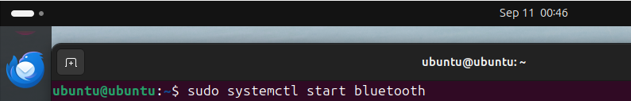 Sep 11 00:46
ubuntu@ubuntu: ~
ubuntu@ubuntu:~$ sudo systemctl start bluetooth